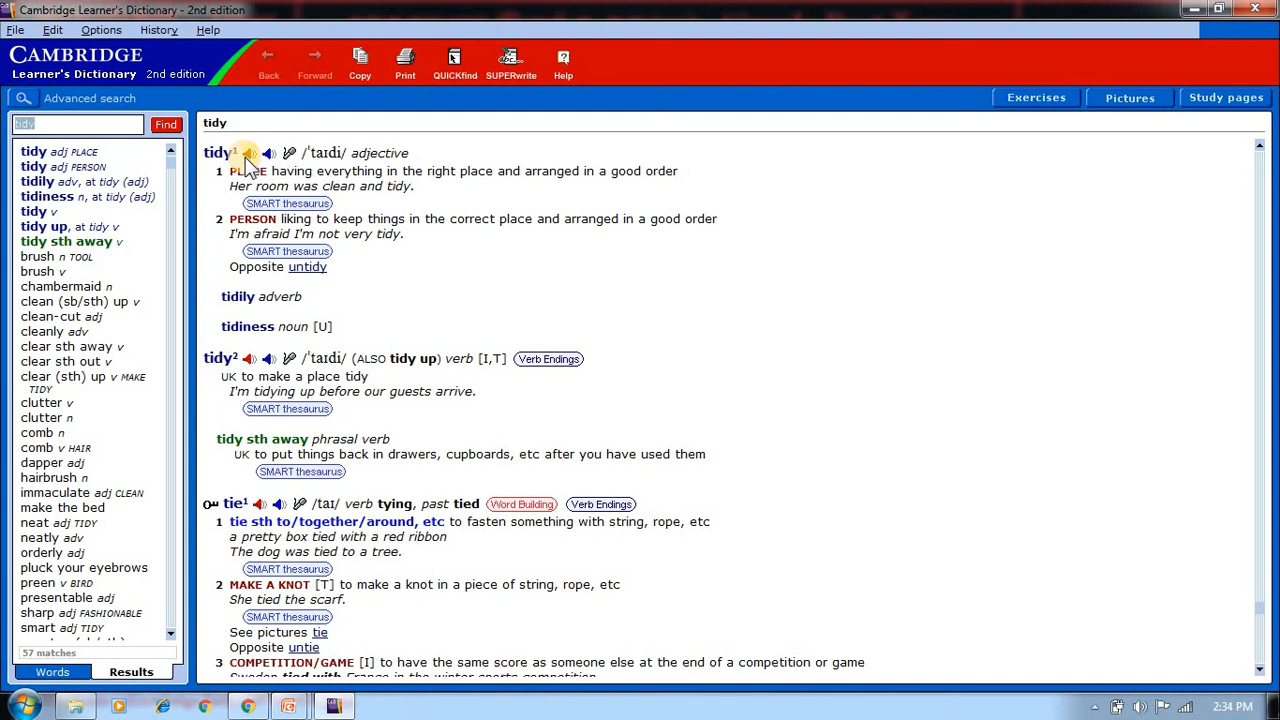 Cambridge Learner's Dictionary - 2nd edition
File Edit Options History Help
CAMBRIDGE
Learner's Dictionary 2nd edition
Back Forward Copy Print QUICKfind SUPERwrite Help
Advanced search
Exercises Pictures Study pages
tidy Find
tidy adj PLACE
tidy adj PERSON
tidily adv, at tidy (adj)
tidiness n, at tidy (adj)
tidy v
tidy up, at tidy v
tidy sth away v
brush n TOOL
brush v
chambermaid n
clean (sb/sth) up v
clean-cut adj
cleanly adv
clear sth away v
clear sth out v
clear (sth) up v MAKE
TIDY
clutter v
clutter n
comb n
comb v HAIR
dapper adj
hairbrush n
immaculate adj CLEAN
make the bed
neat adj TIDY
neatly adv
orderly adj
pluck your eyebrows
preen v BIRD
presentable adj
sharp adj FASHIONABLE
smart adj TIDY
57 matches
Words Results
tidy
tidy¹ /ˈtaɪdi/ adjective
1 PLACE having everything in the right place and arranged in a good order
Her room was clean and tidy.
SMART thesaurus
2 PERSON liking to keep things in the correct place and arranged in a good order
I'm afraid I'm not very tidy.
SMART thesaurus
Opposite untidy
tidily adverb
tidiness noun [U]
tidy² /ˈtaɪdi/ (ALSO tidy up) verb [I,T] Verb Endings
UK to make a place tidy
I'm tidying up before our guests arrive.
SMART thesaurus
tidy sth away phrasal verb
UK to put things back in drawers, cupboards, etc after you have used them
SMART thesaurus
tie¹ /taɪ/ verb tying, past tied Word Building Verb Endings
1 tie sth to/together/around, etc to fasten something with string, rope, etc
a pretty box tied with a red ribbon
The dog was tied to a tree.
SMART thesaurus
2 MAKE A KNOT [T] to make a knot in a piece of string, rope, etc
She tied the scarf.
SMART thesaurus
See pictures tie
Opposite untie
3 COMPETITION/GAME [I] to have the same score as someone else at the end of a competition or game
Sweden tied with France in the winter sports competition.
2:34 PM